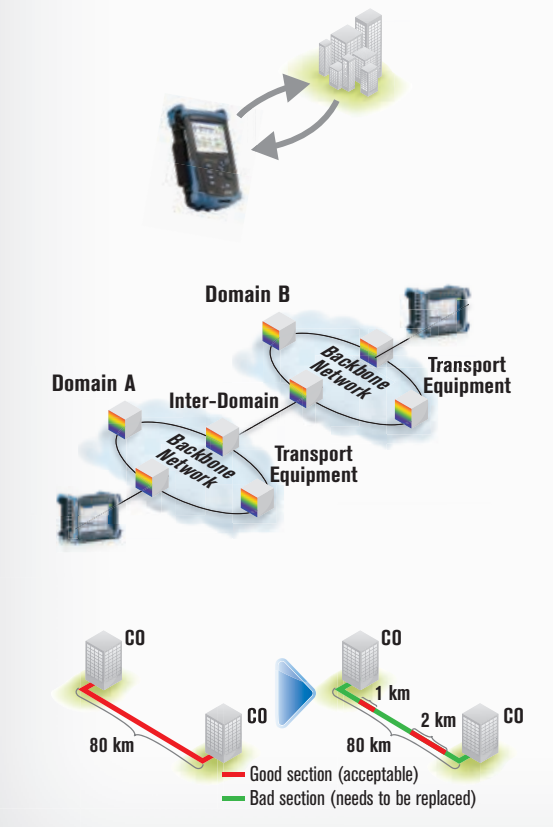 Domain B
Backbone
Network
Transport
Equipment
Domain A
Inter-Domain
Backbone
Network
Transport
Equipment
CO
CO
80 km
CO
1 km
2 km
CO
80 km
Good section (acceptable)
Bad section (needs to be replaced)